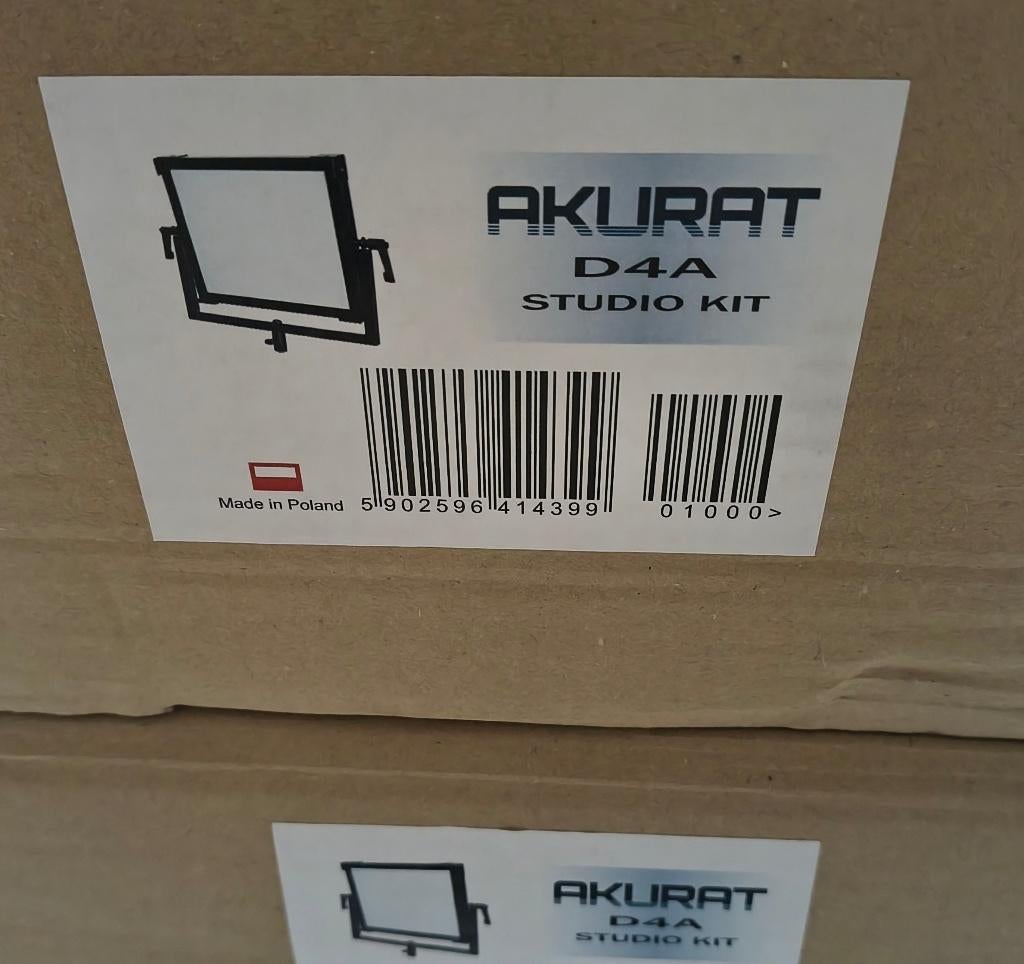 AKURAT
D4A
STUDIO KIT
Made in Poland
5 902596 414399
01000>
AKURAT
D4A
STUDIO KIT